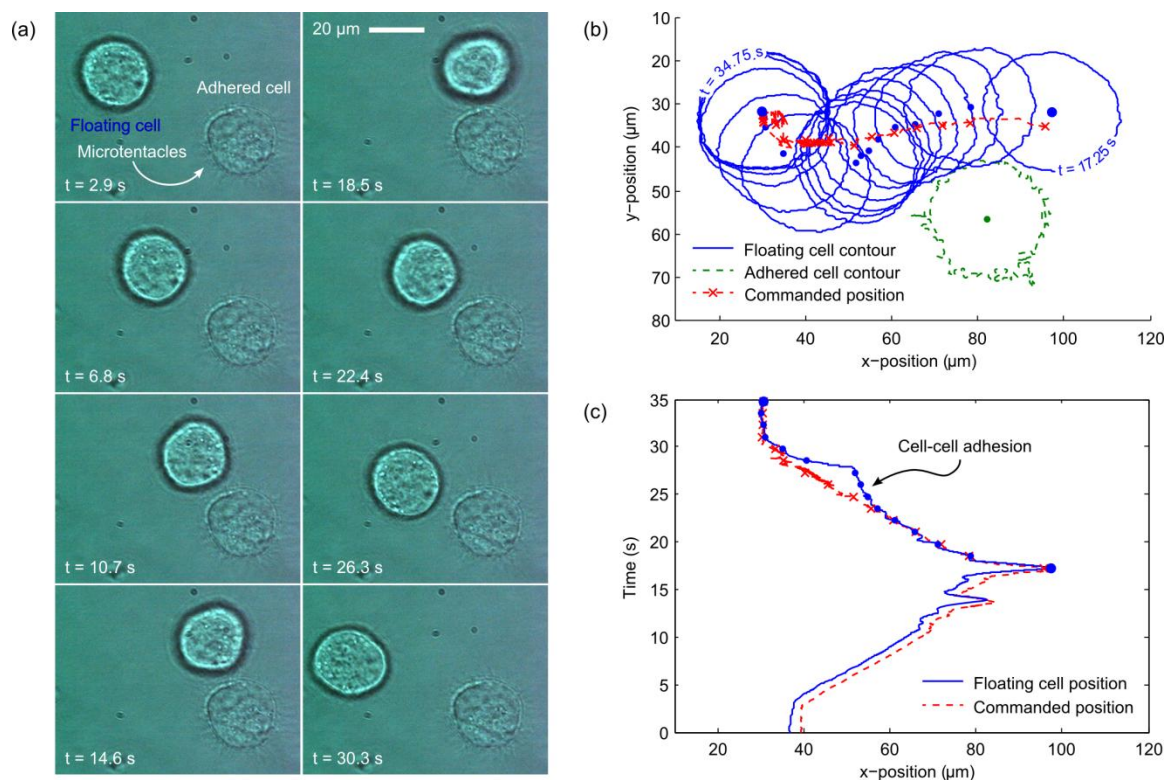 (a)
20 µm
Adhered cell
Floating cell
Microtentacles
t = 2.9 s
t = 18.5 s
t = 6.8 s
t = 22.4 s
t = 10.7 s
t = 26.3 s
t = 14.6 s
t = 30.3 s
(b)
10
20
30
40
50
60
70
80
y−position (µm)
t = 34.75 s
t = 17.25 s
Floating cell contour
Adhered cell contour
Commanded position
20 40 60 80 100 120
x−position (µm)
(c)
35
30
25
20
15
10
5
0
Time (s)
Cell-cell adhesion
Floating cell position
Commanded position
20 40 60 80 100 120
x−position (µm)